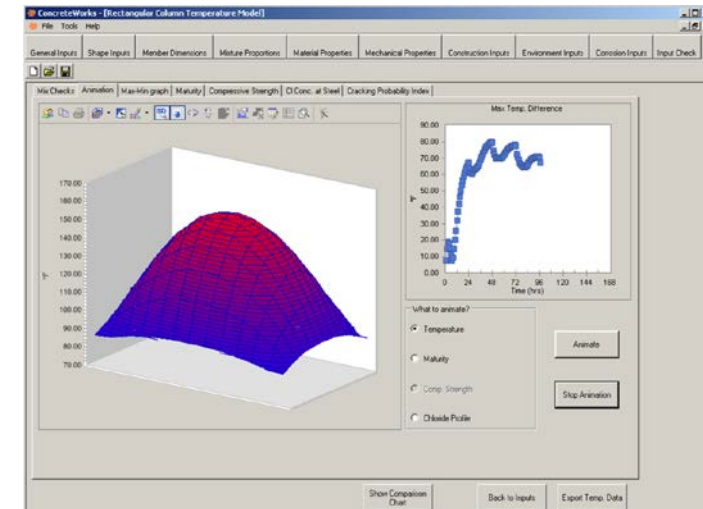 ConcreteWorks - [Rectangular Column Temperature Model]
File Tools Help
General Inputs Shape Inputs Member Dimensions Mixture Proportions Material Properties Mechanical Properties Construction Inputs Environment Inputs Corrosion Inputs Input Check
Mix Checks Animation Max-Min graph Maturity Compressive Strength Cl Conc. at Steel Cracking Probability Index
Max Temp. Difference
90.00
80.00
70.00
60.00
50.00
°F
40.00
30.00
20.00
10.00
0.00
0 24 48 72 96 120 144 168
Time (hrs)
170.00
160.00
150.00
140.00
130.00
°F
120.00
110.00
100.00
90.00
80.00
70.00
What to animate?
Temperature
Maturity
Comp. Strength
Chloride Profile
Animate
Stop Animation
Show Comparison
Chart
Back to Inputs
Export Temp. Data